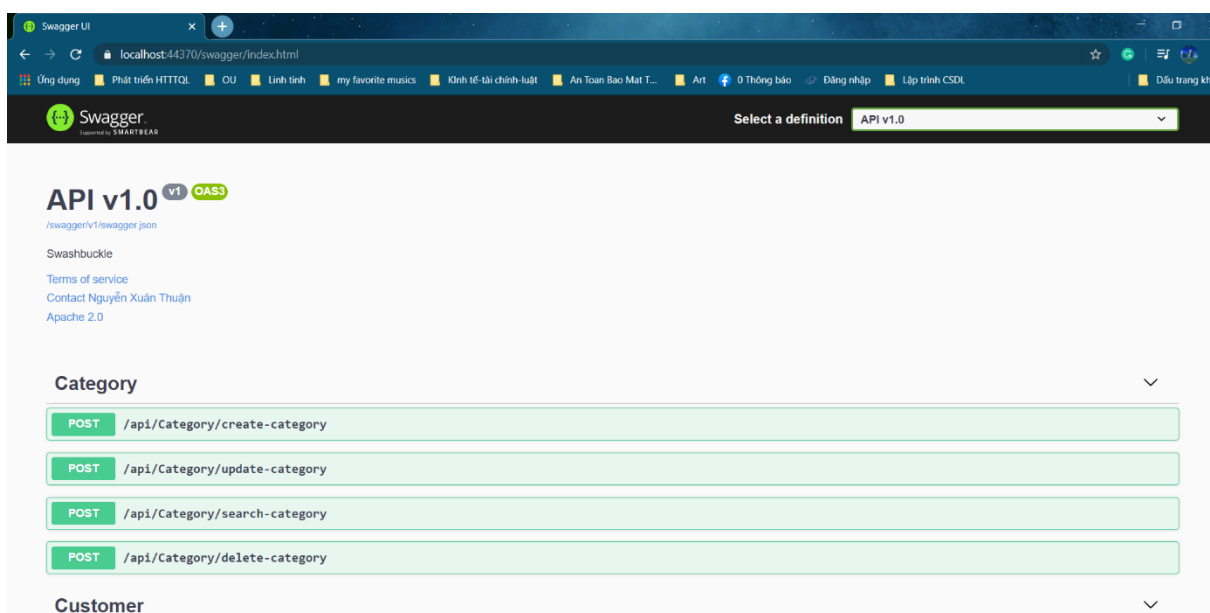 Swagger UI
localhost:44370/swagger/index.html
Ứng dụng Phát triển HTTTQL OU Linh tinh my favorite musics Kinh tế-tài chính-luật An Toan Bao Mat T... Art 0 Thông báo Đăng nhập Lập trình CSDL Dấu trang kh
Swagger. Select a definition API v1.0
Supported by SMARTBEAR
API v1.0 v1 OAS3
/swagger/v1/swagger.json
Swashbuckle
Terms of service
Contact Nguyễn Xuân Thuận
Apache 2.0
Category
POST /api/Category/create-category
POST /api/Category/update-category
POST /api/Category/search-category
POST /api/Category/delete-category
Customer